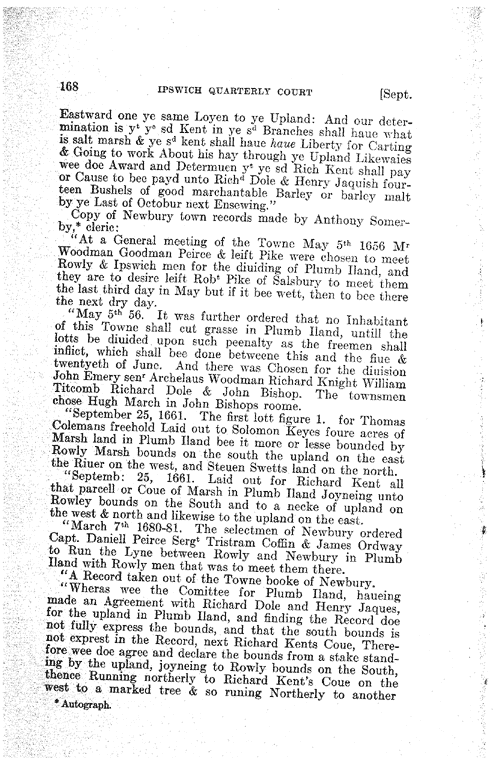 168 IPSWICH QUARTERLY COURT [Sept.
Eastward one ye same Loyen to ye Upland: And our deter-
mination is yᵗ yᵉ sd Kent in ye sᵈ Branches shall haue what
is salt marsh & ye sᵈ kent shall haue haue Liberty for Carting
& Going to work About his hay through ye Upland Likewaies
wee doe Award and Determuen yᵗ ye sd Rich Kent shall pay
or Cause to bee payd unto Richᵈ Dole & Henry Jaquish four-
teen Bushels of good marchantable Barley or barley malt
by ye Last of Octobur next Ensewing."
Copy of Newbury town records made by Anthony Somer-
by,* cleric:
"At a General meeting of the Towne May 5ᵗʰ 1656 Mʳ
Woodman Goodman Peirce & leift Pike were chosen to meet
Rowly & Ipswich men for the diuiding of Plumb Iland, and
they are to desire leift Robᵗ Pike of Salsbury to meet them
the last third day in May but if it bee wett, then to bee there
the next dry day.
"May 5ᵗʰ 56. It was further ordered that no Inhabitant
of this Towne shall cut grasse in Plumb Iland, untill the
lotts be diuided upon such peenalty as the freemen shall
inflict, which shall bee done betweene this and the fiue &
twentyeth of June. And there was Chosen for the diuision
John Emery senʳ Archelaus Woodman Richard Knight William
Titcomb Richard Dole & John Bishop. The townsmen
chose Hugh March in John Bishops roome.
"September 25, 1661. The first lott figure 1. for Thomas
Colemans freehold Laid out to Solomon Keyes foure acres of
Marsh land in Plumb Iland bee it more or lesse bounded by
Rowly Marsh bounds on the south the upland on the east
the Riuer on the west, and Steuen Swetts land on the north.
"Septemb: 25, 1661. Laid out for Richard Kent all
that parcell or Coue of Marsh in Plumb Iland Joyneing unto
Rowley bounds on the South and to a necke of upland on
the west & north and likewise to the upland on the east.
"March 7ᵗʰ 1680-81. The selectmen of Newbury ordered
Capt. Daniell Peirce Sergᵗ Tristram Coffin & James Ordway
to Run the Lyne between Rowly and Newbury in Plumb
Iland with Rowly men that was to meet them there.
"A Record taken out of the Towne booke of Newbury.
"Wheras wee the Comittee for Plumb Iland, haueing
made an Agreement with Richard Dole and Henry Jaques,
for the upland in Plumb Iland, and finding the Record doe
not fully express the bounds, and that the south bounds is
not exprest in the Record, next Richard Kents Coue, There-
fore wee doe agree and declare the bounds from a stake stand-
ing by the upland, joyneing to Rowly bounds on the South,
thence Running northerly to Richard Kent's Coue on the
west to a marked tree & so runing Northerly to another
* Autograph.